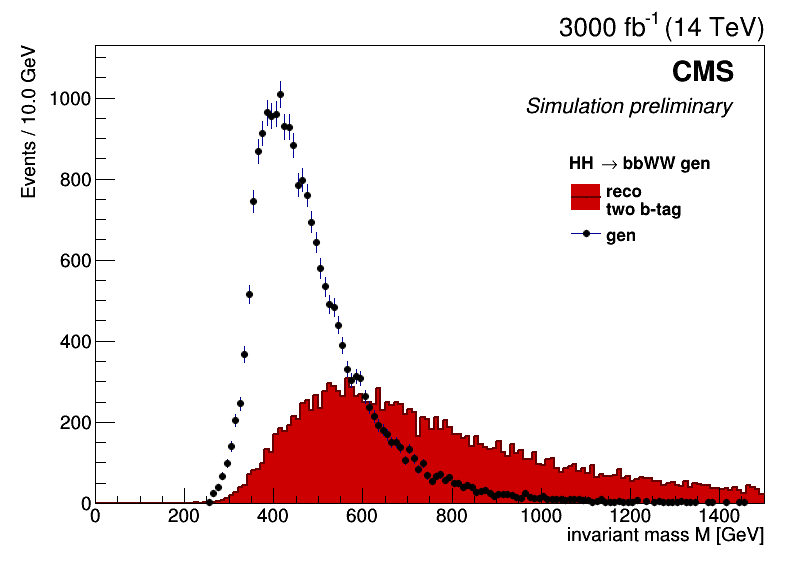 3000 fb-1 (14 TeV)
CMS
Simulation preliminary
HH → bbWW gen
reco
two b-tag
gen
Events / 10.0 GeV
1000
800
600
400
200
0
0 200 400 600 800 1000 1200 1400
invariant mass M [GeV]